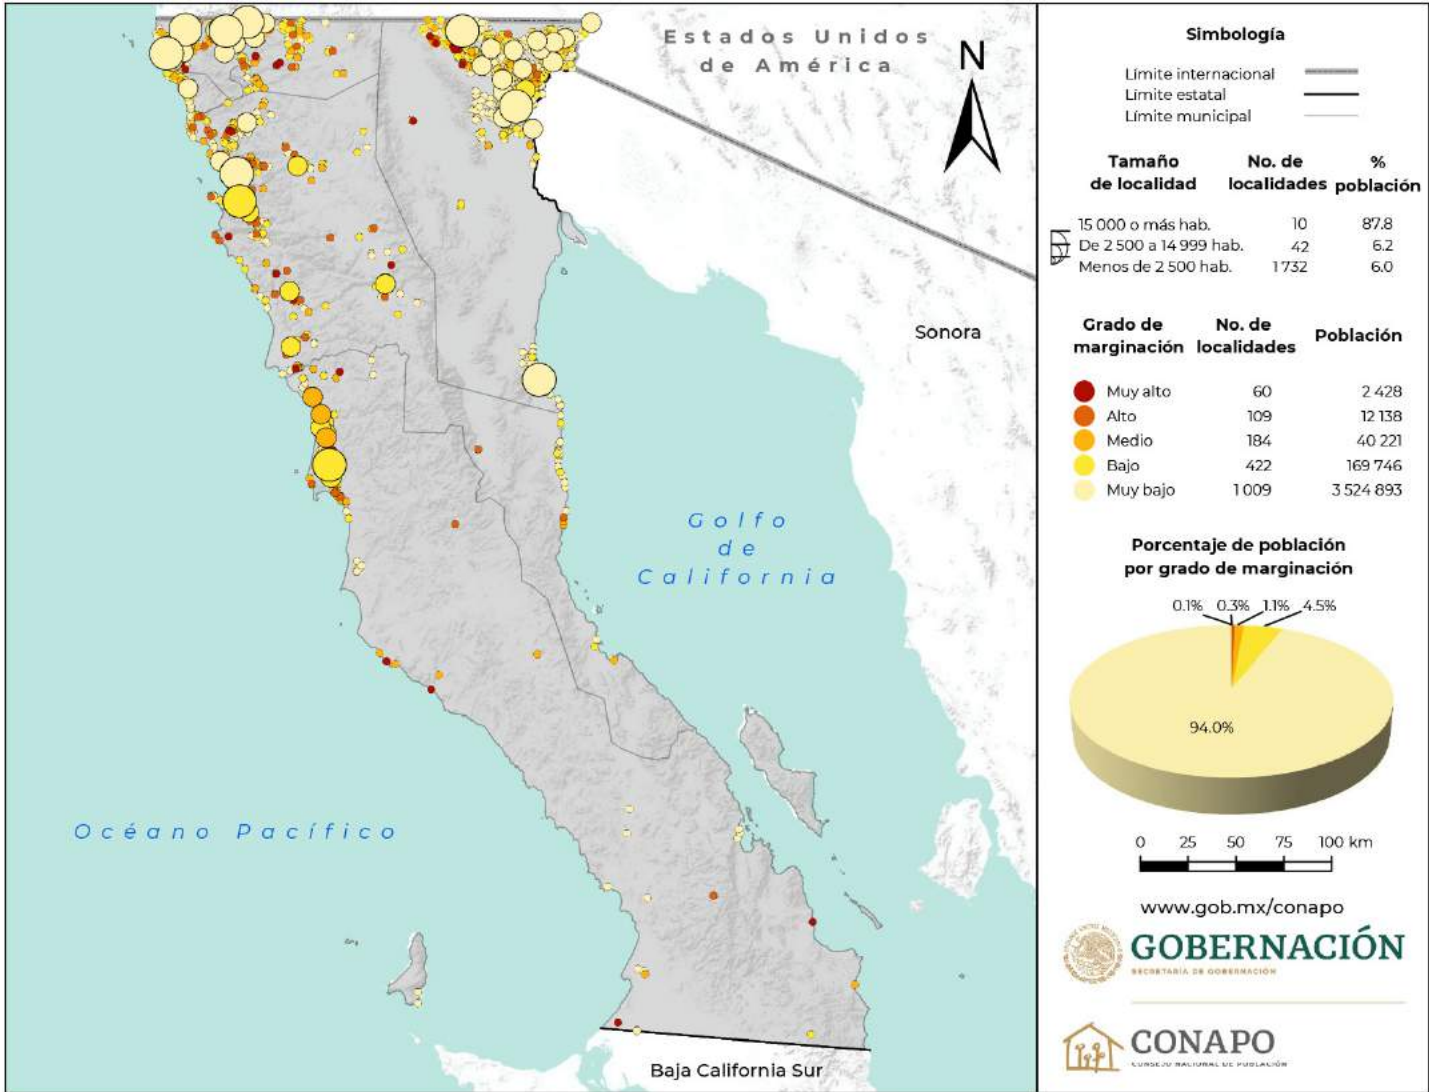 Estados Unidos
de América
N
Sonora
Golfo
de
California
Océano Pacífico
Baja California Sur
Simbología
Límite internacional
Límite estatal
Límite municipal
Tamaño No. de %
de localidad localidades población
15 000 o más hab. 10 87.8
De 2 500 a 14 999 hab. 42 6.2
Menos de 2 500 hab. 1 732 6.0
Grado de No. de Población
marginación localidades
Muy alto 60 2 428
Alto 109 12 138
Medio 184 40 221
Bajo 422 169 746
Muy bajo 1 009 3 524 893
Porcentaje de población
por grado de marginación
0.1% 0.3% 1.1% 4.5%
94.0%
0 25 50 75 100 km
www.gob.mx/conapo
GOBERNACIÓN
SECRETARÍA DE GOBERNACIÓN
CONAPO
CONSEJO NACIONAL DE POBLACIÓN